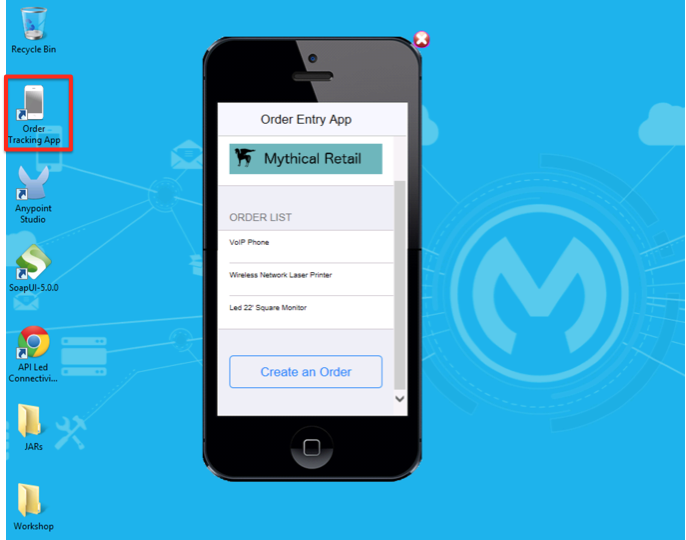 Recycle Bin
Order
Tracking App
Anypoint
Studio
SoapUI-5.0.0
API Led
Connectivi...
JARs
Workshop
Order Entry App
Mythical Retail
ORDER LIST
VoIP Phone
Wireless Network Laser Printer
Led 22' Square Monitor
Create an Order